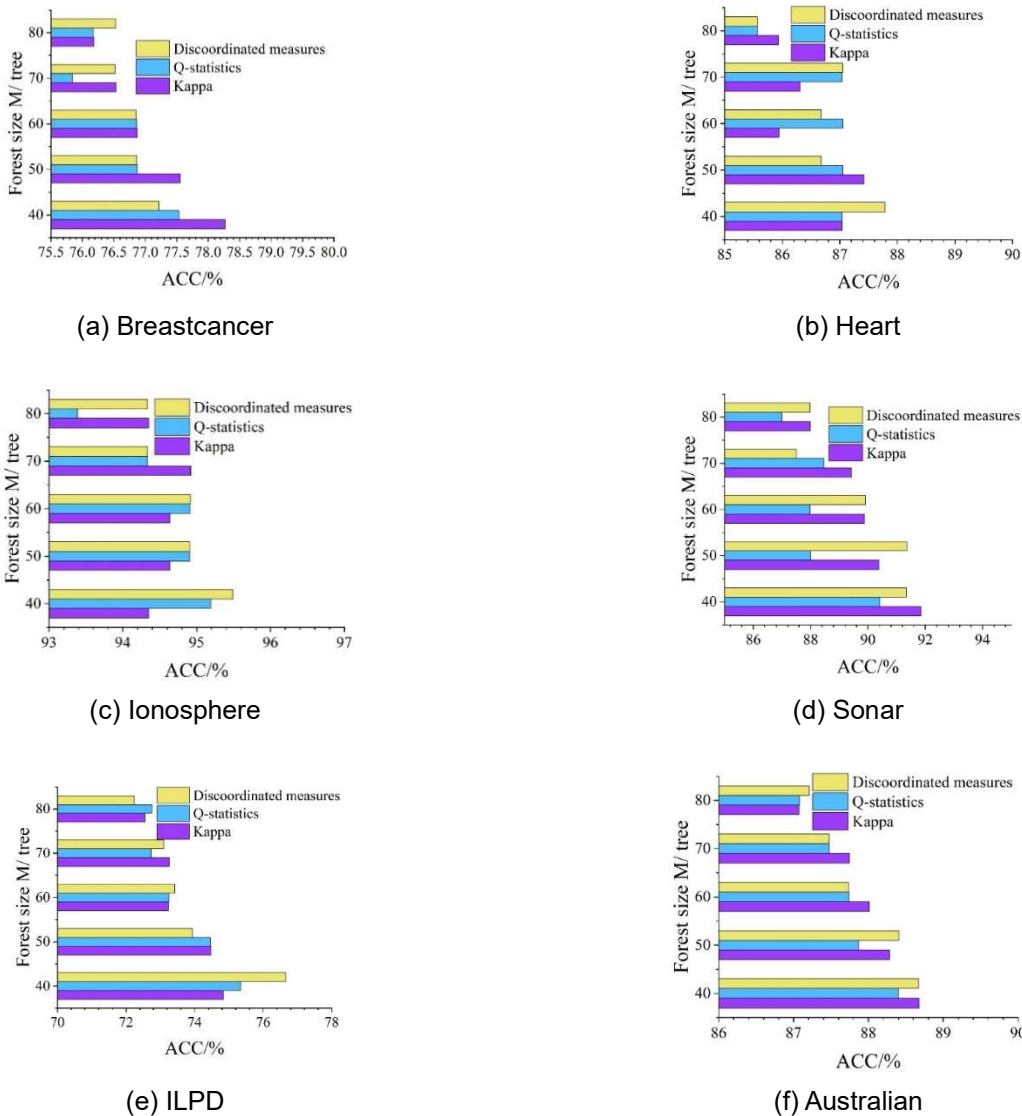 80
70
60
50
40
Forest size M/ tree
Discoordinated measures
Q-statistics
Kappa
75.5 76.0 76.5 77.0 77.5 78.0 78.5 79.0 79.5 80.0
ACC/%
(a) Breastcancer
80
70
60
50
40
Forest size M/ tree
Discoordinated measures
Q-statistics
Kappa
85 86 87 88 89 90
ACC/%
(b) Heart
80
70
60
50
40
Forest size M/ tree
Discoordinated measures
Q-statistics
Kappa
93 94 95 96 97
ACC/%
(c) Ionosphere
80
70
60
50
40
Forest size M/ tree
Discoordinated measures
Q-statistics
Kappa
86 88 90 92 94
ACC/%
(d) Sonar
80
70
60
50
40
Forest size M/ tree
Discoordinated measures
Q-statistics
Kappa
70 72 74 76 78
ACC/%
(e) ILPD
80
70
60
50
40
Forest size M/ tree
Discoordinated measures
Q-statistics
Kappa
86 87 88 89 90
ACC/%
(f) Australian